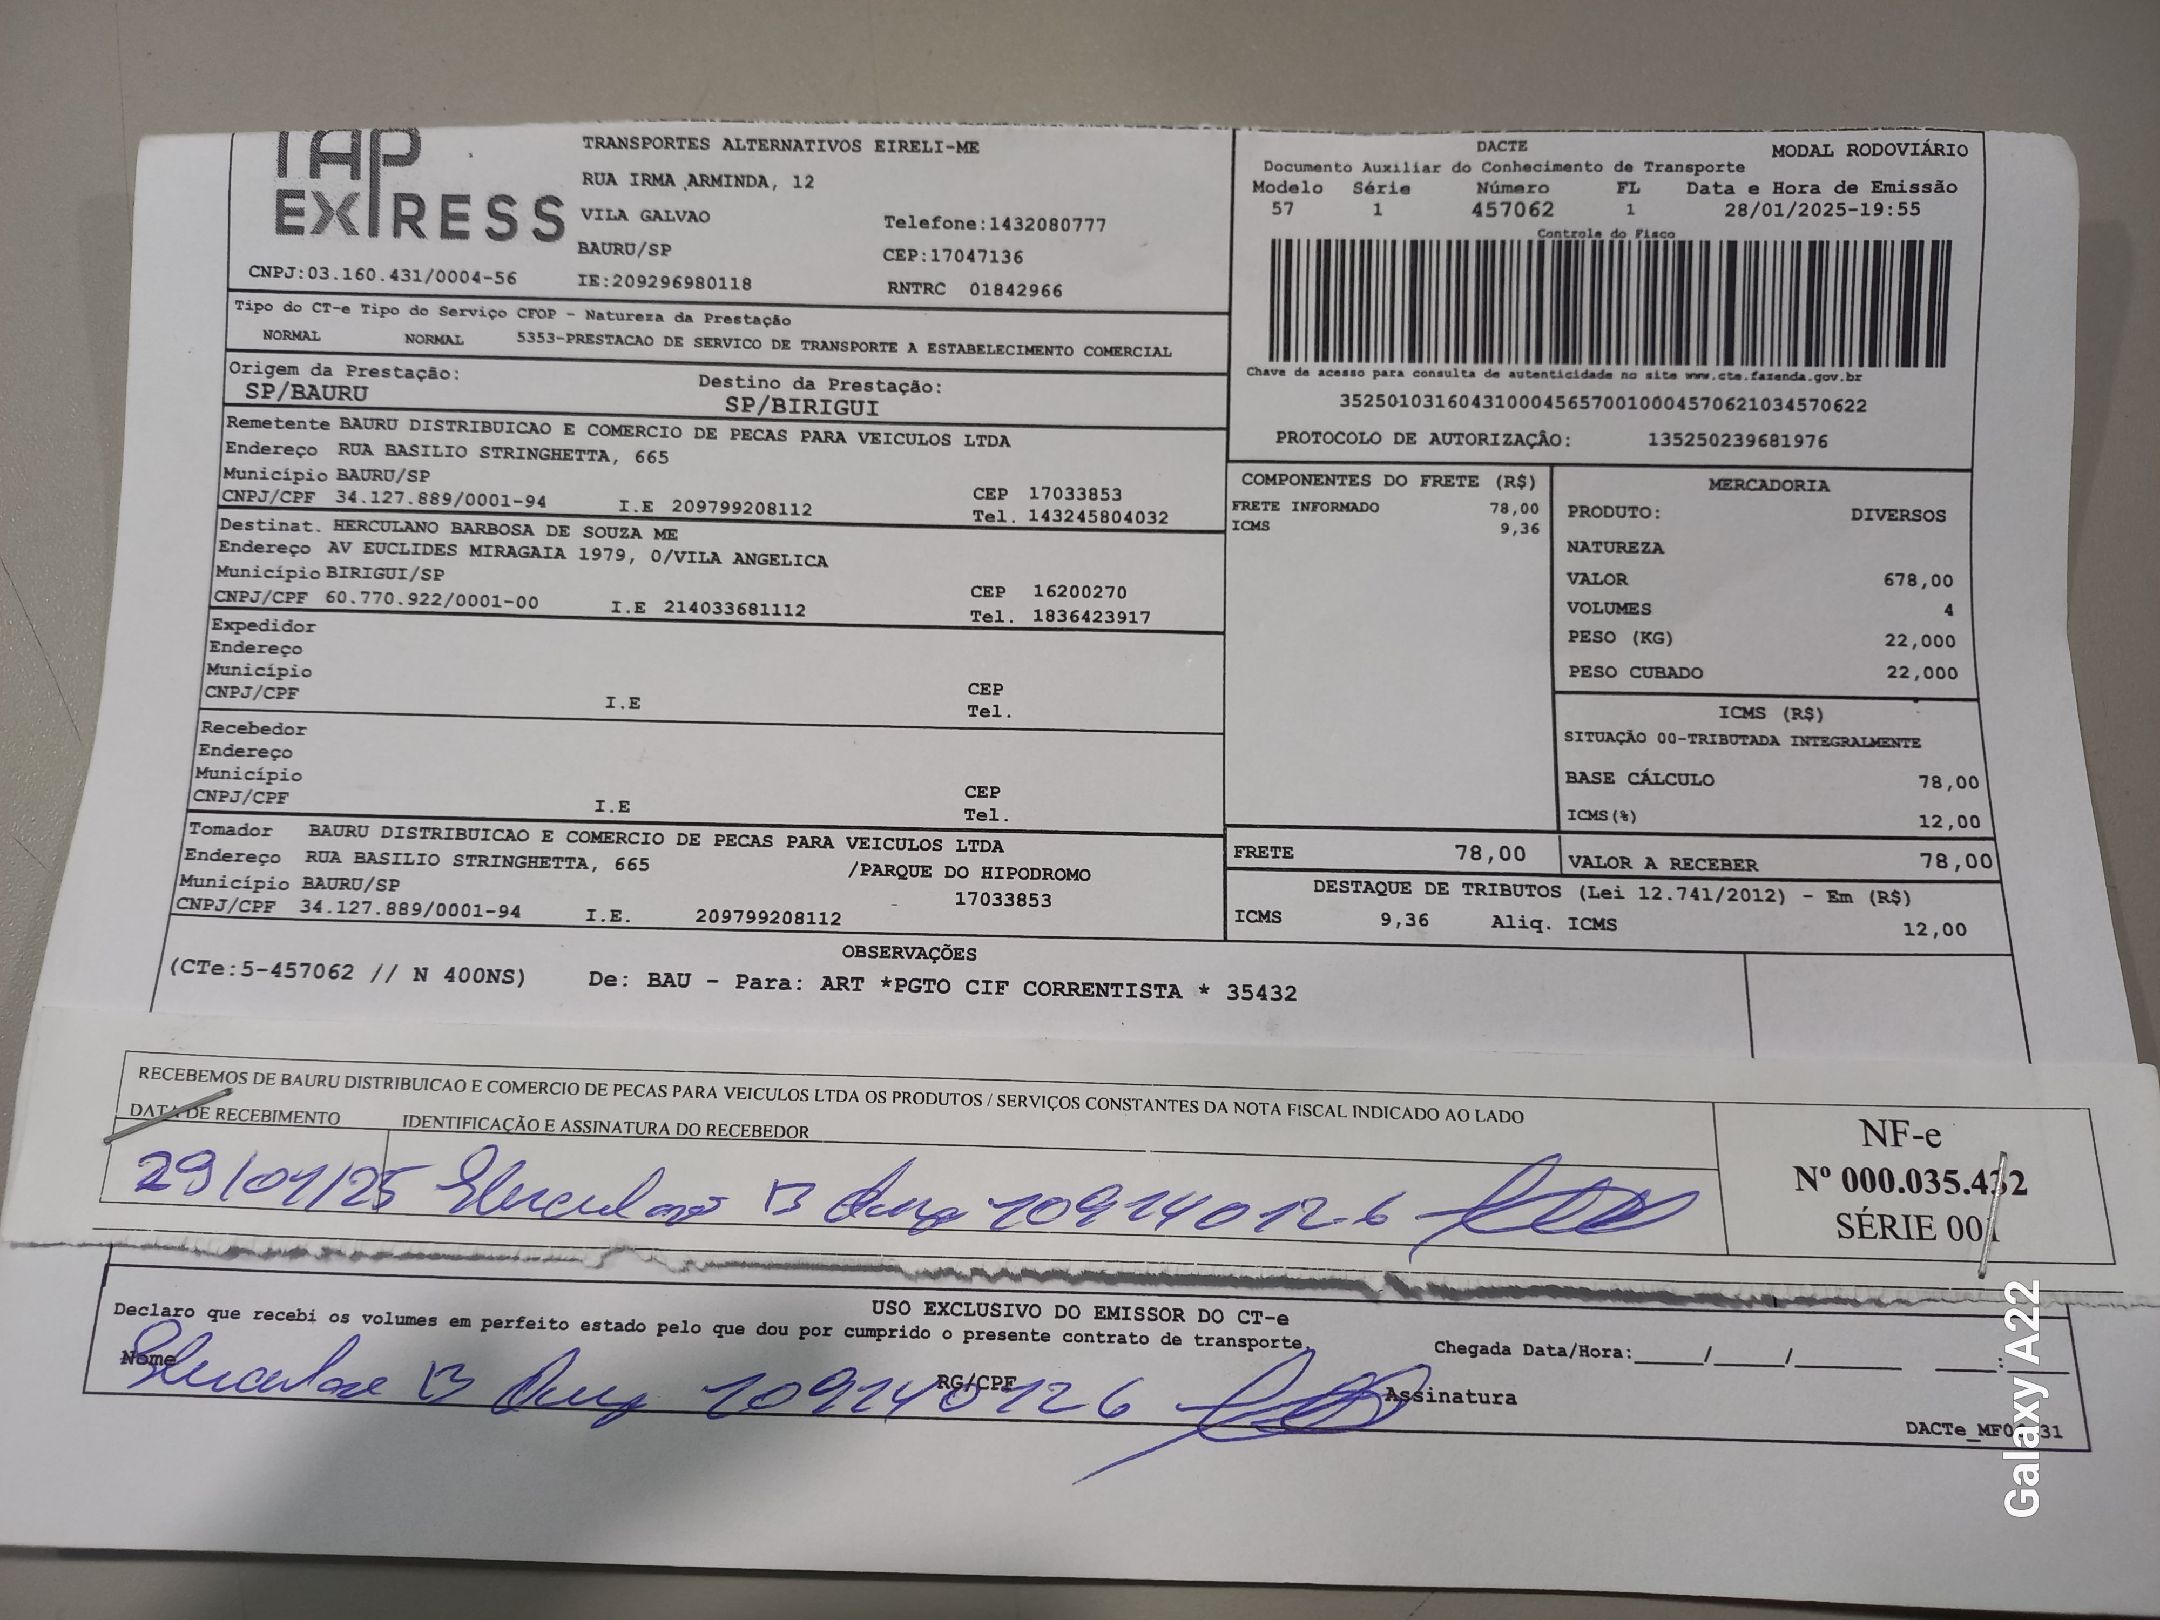 TAP
EXPRESS
TRANSPORTES ALTERNATIVOS EIRELI-ME
RUA IRMA ARMINDA, 12
VILA GALVAO
Telefone:1432080777
BAURU/SP
CEP:17047136
CNPJ:03.160.431/0004-56
IE:209296980118
RNTRC 01842966
DACTE
MODAL RODOVIÁRIO
Documento Auxiliar do Conhecimento de Transporte
Modelo Série Número FL Data e Hora de Emissão
57 1 457062 1 28/01/2025-19:55
Controle do Fisco
Chave de acesso para consulta de autenticidade no site www.cte.fazenda.gov.br
35250103160431000456570010004570621034570622
PROTOCOLO DE AUTORIZAÇÃO: 135250239681976
Tipo do CT-e Tipo do Serviço CFOP - Natureza da Prestação
NORMAL NORMAL 5353-PRESTACAO DE SERVICO DE TRANSPORTE A ESTABELECIMENTO COMERCIAL
Origem da Prestação: Destino da Prestação:
SP/BAURU SP/BIRIGUI
Remetente BAURU DISTRIBUICAO E COMERCIO DE PECAS PARA VEICULOS LTDA
Endereço RUA BASILIO STRINGHETTA, 665
Município BAURU/SP CEP 17033853
CNPJ/CPF 34.127.889/0001-94 I.E 209799208112 Tel. 143245804032
Destinat. HERCULANO BARBOSA DE SOUZA ME
Endereço AV EUCLIDES MIRAGAIA 1979, 0/VILA ANGELICA
Município BIRIGUI/SP CEP 16200270
CNPJ/CPF 60.770.922/0001-00 I.E 214033681112 Tel. 1836423917
Expedidor
Endereço
Município CEP
CNPJ/CPF I.E Tel.
Recebedor
Endereço
Município CEP
CNPJ/CPF I.E Tel.
Tomador BAURU DISTRIBUICAO E COMERCIO DE PECAS PARA VEICULOS LTDA
Endereço RUA BASILIO STRINGHETTA, 665 /PARQUE DO HIPODROMO
Município BAURU/SP 17033853
CNPJ/CPF 34.127.889/0001-94 I.E. 209799208112
COMPONENTES DO FRETE (R$)
FRETE INFORMADO 78,00
ICMS 9,36
MERCADORIA
PRODUTO: DIVERSOS
NATUREZA
VALOR 678,00
VOLUMES 4
PESO (KG) 22,000
PESO CUBADO 22,000
ICMS (R$)
SITUAÇÃO 00-TRIBUTADA INTEGRALMENTE
BASE CÁLCULO 78,00
ICMS(%) 12,00
FRETE 78,00 VALOR A RECEBER 78,00
DESTAQUE DE TRIBUTOS (Lei 12.741/2012) - Em (R$)
ICMS 9,36 Aliq. ICMS 12,00
OBSERVAÇÕES
(CTe:5-457062 // N 400NS) De: BAU - Para: ART *PGTO CIF CORRENTISTA * 35432
RECEBEMOS DE BAURU DISTRIBUICAO E COMERCIO DE PECAS PARA VEICULOS LTDA OS PRODUTOS / SERVIÇOS CONSTANTES DA NOTA FISCAL INDICADO AO LADO
DATA DE RECEBIMENTO IDENTIFICAÇÃO E ASSINATURA DO RECEBEDOR
29/01/25 Herculano B 109140126
NF-e
Nº 000.035.432
SÉRIE 001
USO EXCLUSIVO DO EMISSOR DO CT-e
Declaro que recebi os volumes em perfeito estado pelo que dou por cumprido o presente contrato de transporte.
Chegada Data/Hora:____/____/______ ____:____
Nome RG/CPF Assinatura
Herculano B 109140126
Galaxy A22